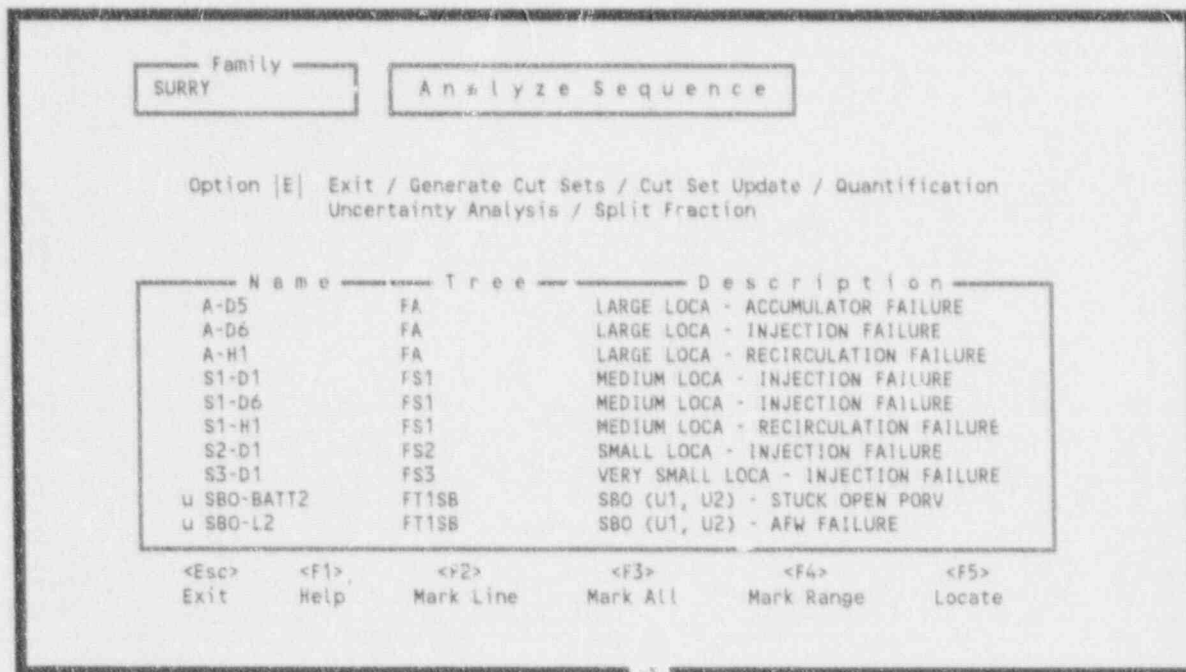 Family
SURRY
Analyze Sequence
Option |E| Exit / Generate Cut Sets / Cut Set Update / Quantification
Uncertainty Analysis / Split Fraction
Name Tree Description
A-D5 FA LARGE LOCA - ACCUMULATOR FAILURE
A-D6 FA LARGE LOCA - INJECTION FAILURE
A-H1 FA LARGE LOCA - RECIRCULATION FAILURE
S1-D1 FS1 MEDIUM LOCA - INJECTION FAILURE
S1-D6 FS1 MEDIUM LOCA - INJECTION FAILURE
S1-H1 FS1 MEDIUM LOCA - RECIRCULATION FAILURE
S2-D1 FS2 SMALL LOCA - INJECTION FAILURE
S3-D1 FS3 VERY SMALL LOCA - INJECTION FAILURE
u SBO-BATT2 FT1SB SBO (U1, U2) - STUCK OPEN PORV
u SBO-L2 FT1SB SBO (U1, U2) - AFW FAILURE
<Esc> <F1> <F2> <F3> <F4> <F5>
Exit Help Mark Line Mark All Mark Range Locate